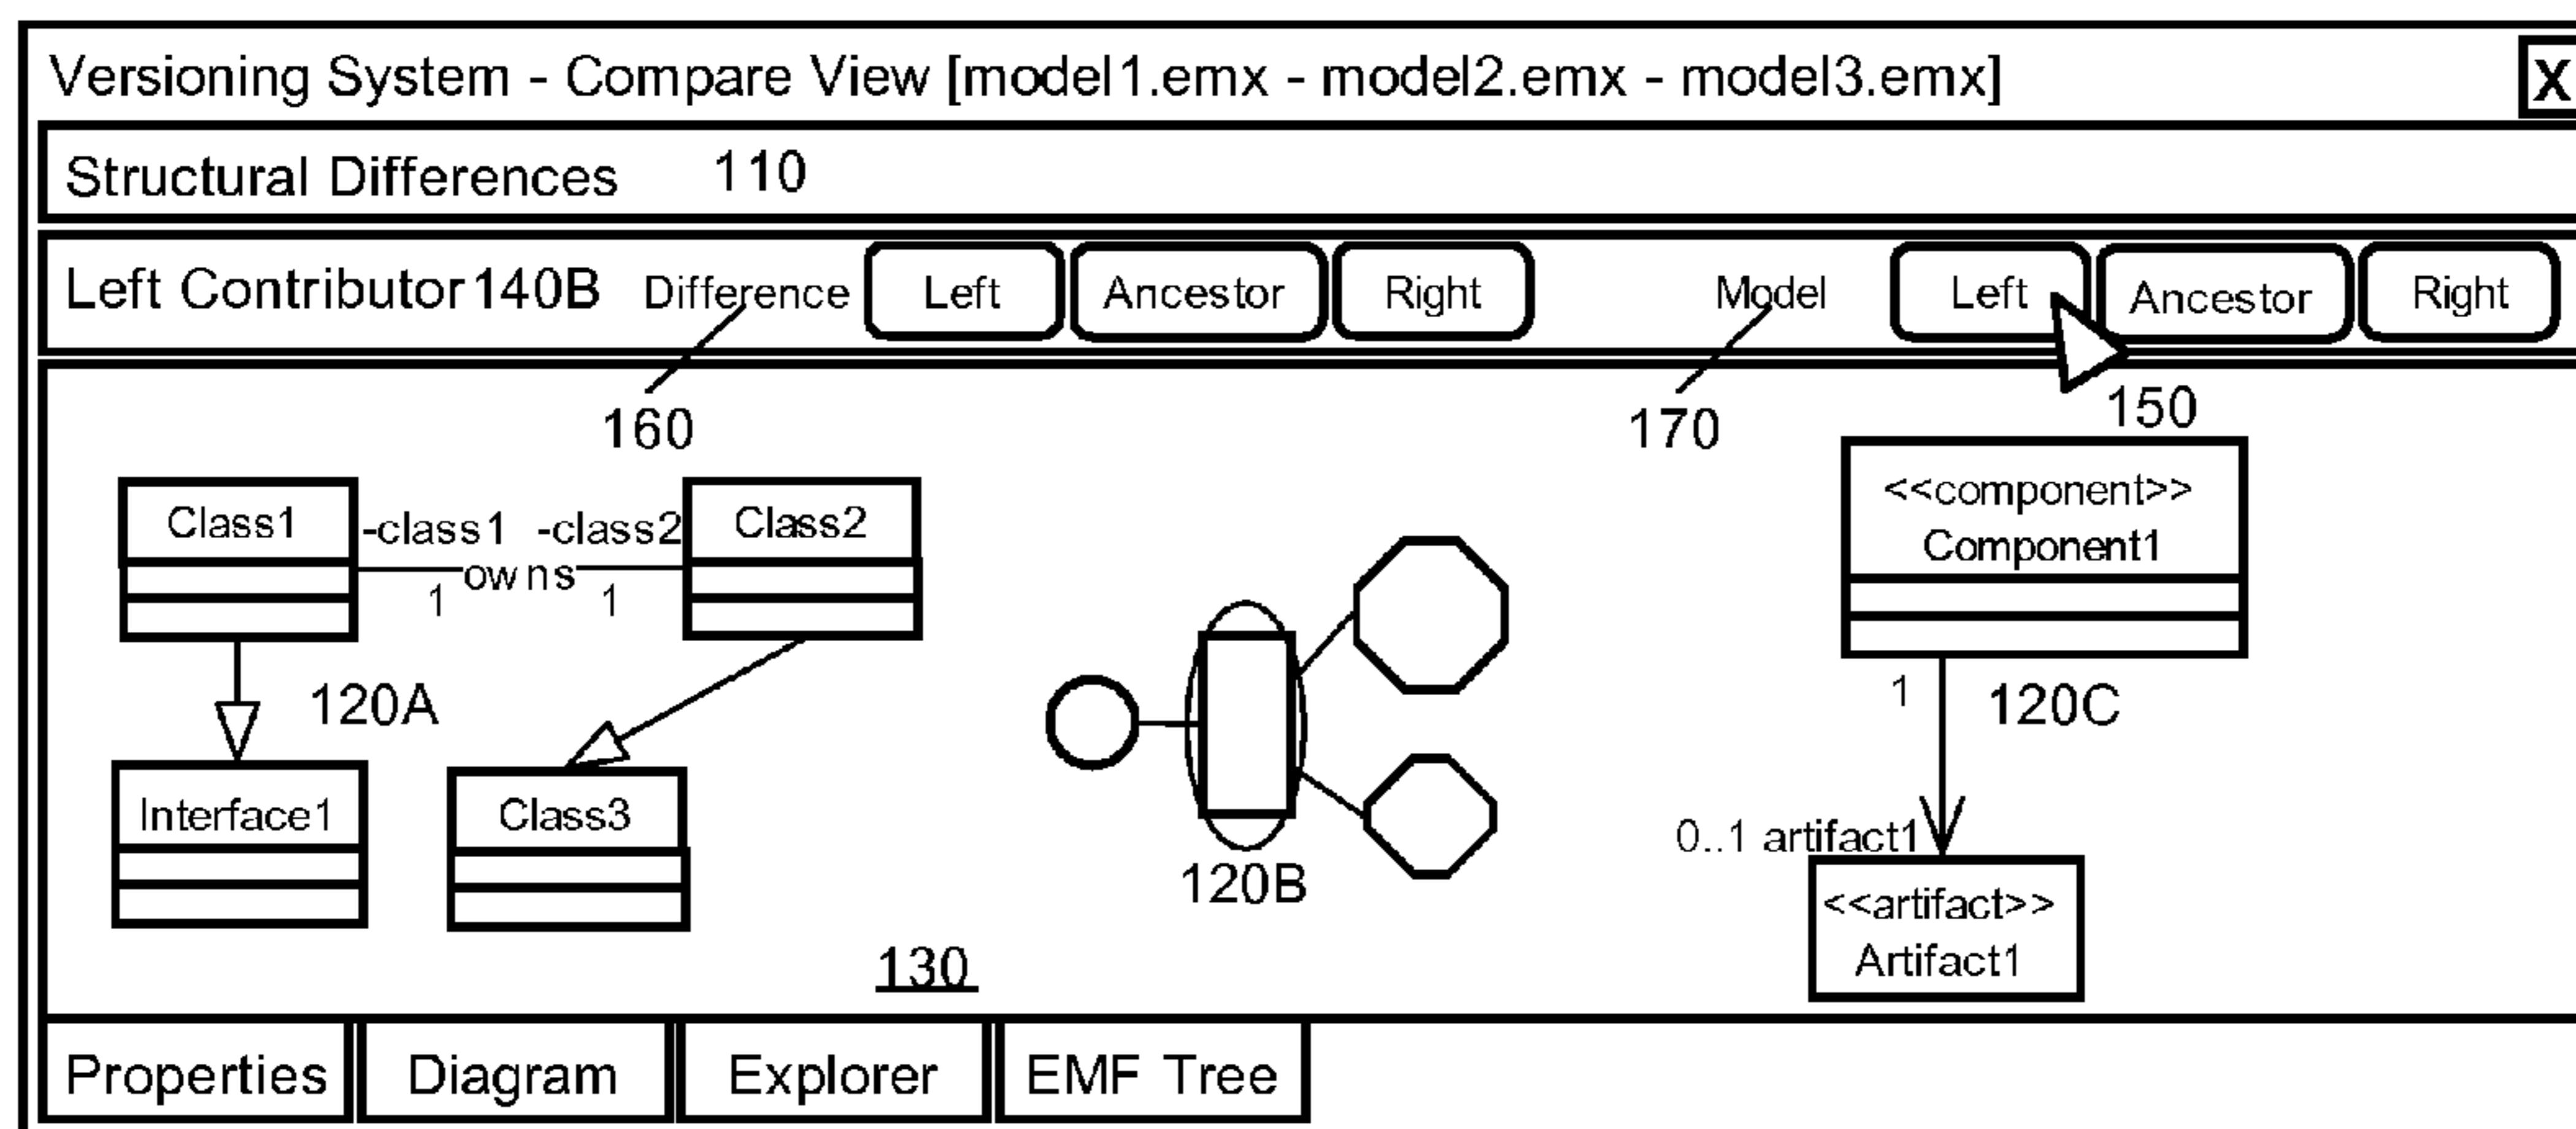 Versioning System - Compare View [model1.emx - model2.emx - model3.emx] X
Structural Differences 110
Left Contributor 140B Difference Left Ancestor Right Model Left Ancestor Right
160 170 150
Class1 -class1 -class2 Class2
1 owns 1
<<component>>
Component1
120A
1 120C
Interface1 Class3
0..1 artifact1
120B
<<artifact>>
Artifact1
130
Properties Diagram Explorer EMF Tree